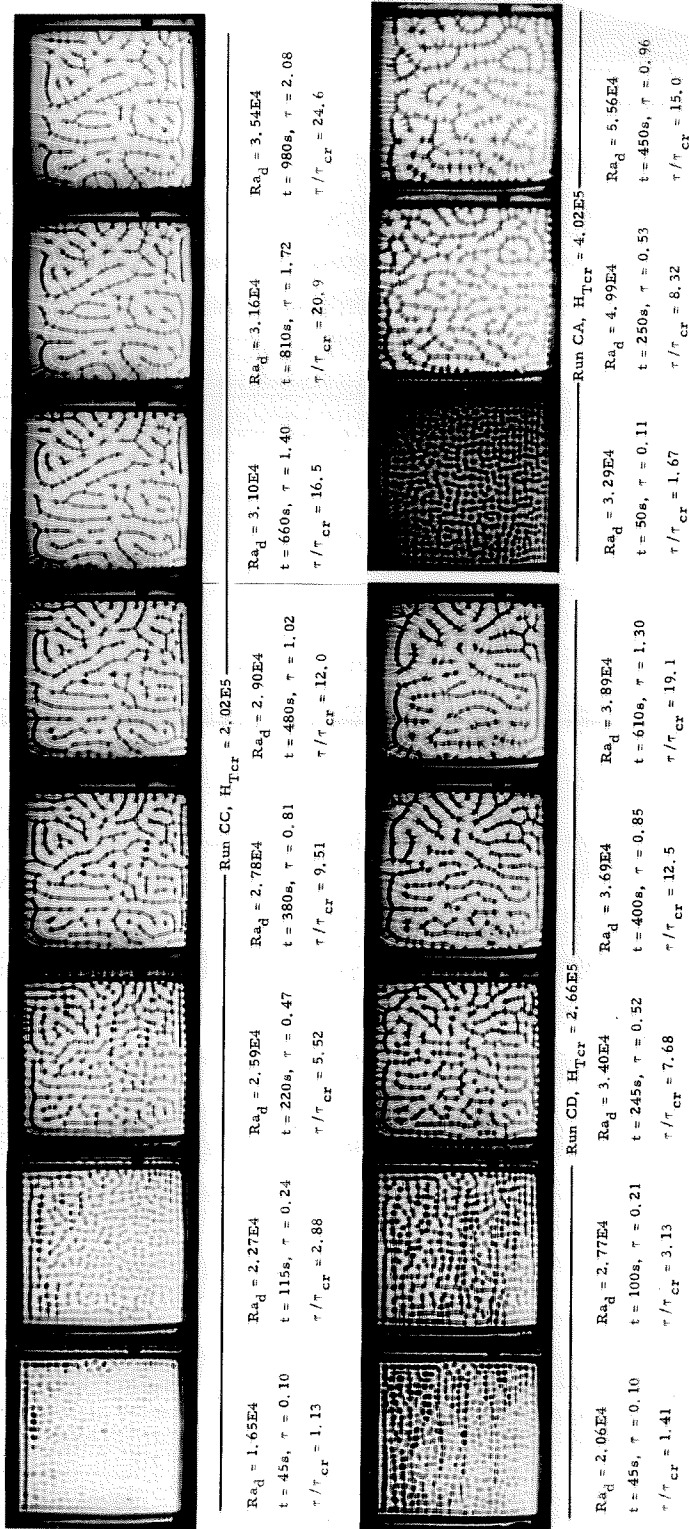 Ra_d = 1.65E4
t = 45s, τ = 0.10
τ/τ_cr = 1.13
Ra_d = 2.27E4
t = 115s, τ = 0.24
τ/τ_cr = 2.88
Ra_d = 2.59E4
t = 220s, τ = 0.47
τ/τ_cr = 5.52
Ra_d = 2.78E4
t = 380s, τ = 0.81
τ/τ_cr = 9.51
Ra_d = 2.90E4
t = 480s, τ = 1.02
τ/τ_cr = 12.0
Ra_d = 3.10E4
t = 660s, τ = 1.40
τ/τ_cr = 16.5
Ra_d = 3.16E4
t = 810s, τ = 1.72
τ/τ_cr = 20.9
Ra_d = 3.54E4
t = 980s, τ = 2.08
τ/τ_cr = 24.6
Run CC, H_Tcr = 2.02E5
Ra_d = 2.06E4
t = 45s, τ = 0.10
τ/τ_cr = 1.41
Ra_d = 2.77E4
t = 100s, τ = 0.21
τ/τ_cr = 3.13
Ra_d = 3.40E4
t = 245s, τ = 0.52
τ/τ_cr = 7.68
Ra_d = 3.69E4
t = 400s, τ = 0.85
τ/τ_cr = 12.5
Ra_d = 3.89E4
t = 610s, τ = 1.30
τ/τ_cr = 19.1
Run CD, H_Tcr = 2.66E5
Ra_d = 3.29E4
t = 50s, τ = 0.11
τ/τ_cr = 1.67
Ra_d = 4.99E4
t = 250s, τ = 0.53
τ/τ_cr = 8.32
Ra_d = 5.56E4
t = 450s, τ = 0.96
τ/τ_cr = 15.0
Run CA, H_Tcr = 4.02E5